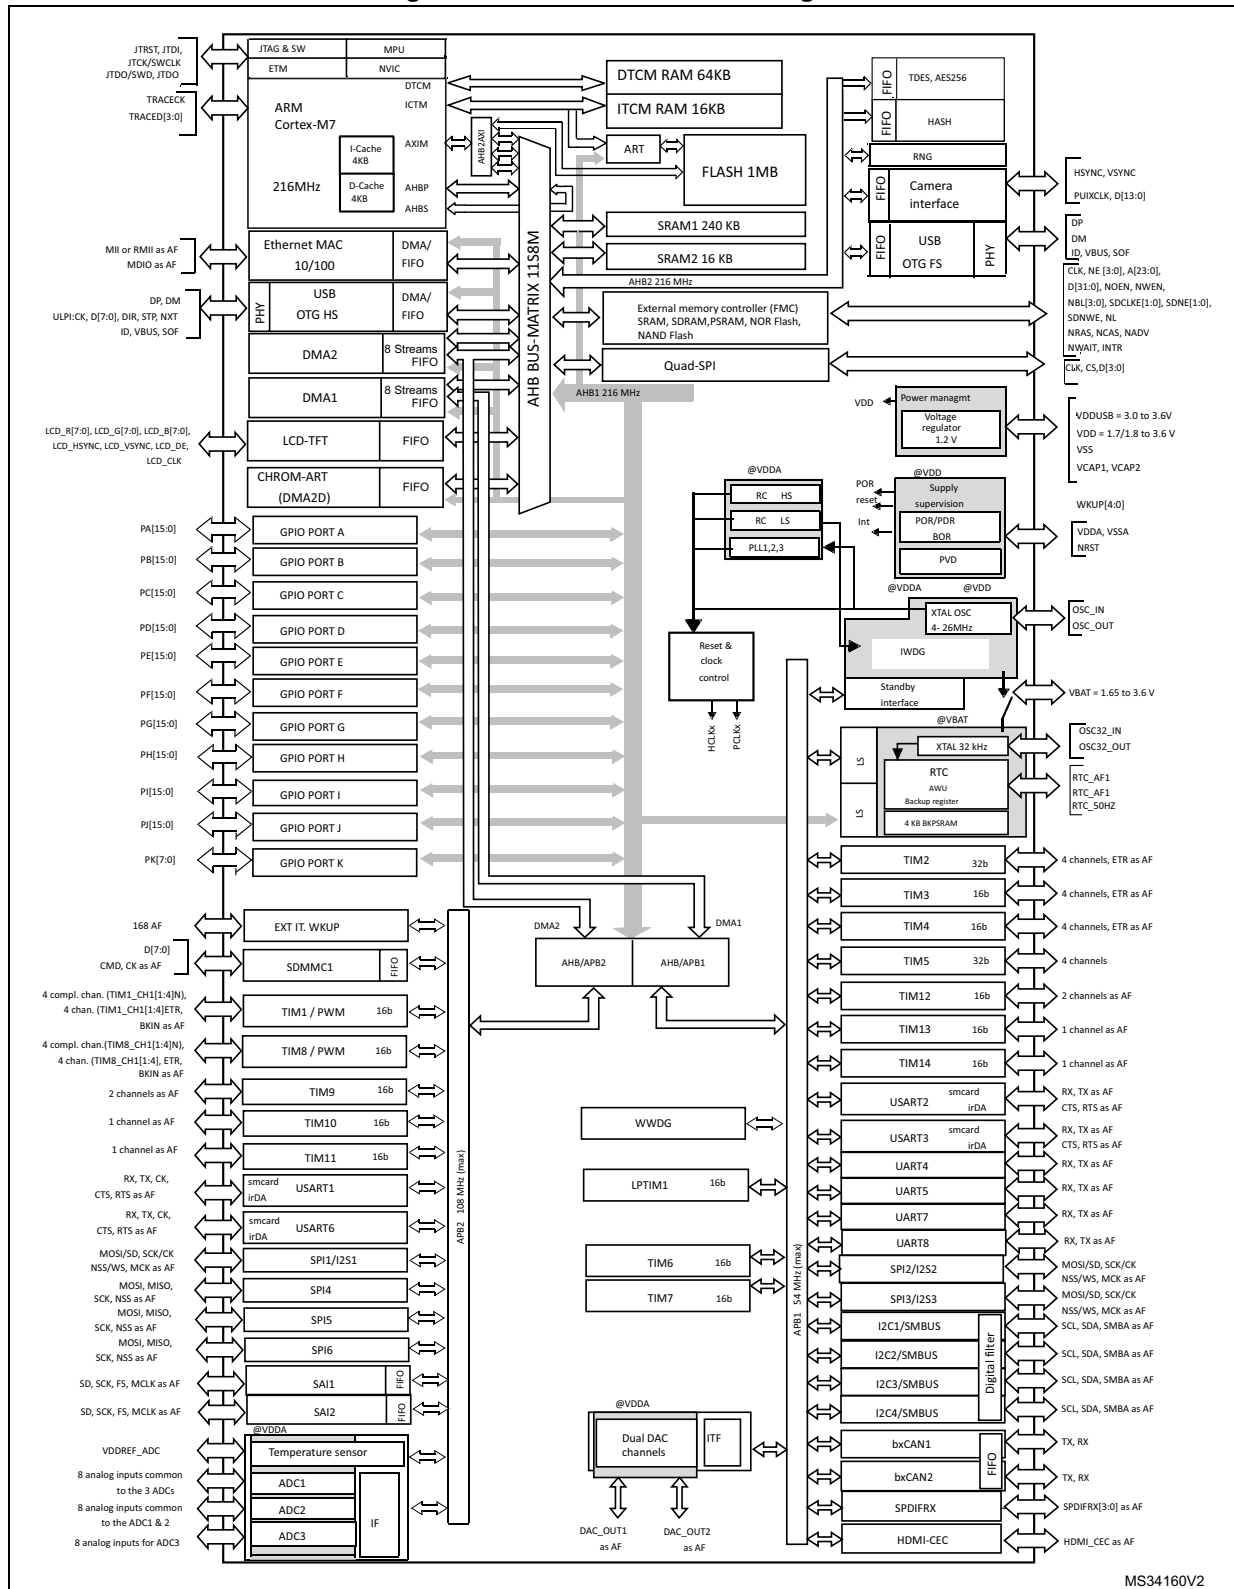 JTRST, JTDI,
JTCK/SWCLK
JTDO/SWD, JTDO
TRACECK
TRACED[3:0]
JTAG & SW
MPU
ETM
NVIC
DTCM
ICTM
ARM
Cortex-M7
AXIM
I-Cache
4KB
216MHz
D-Cache
4KB
AHBP
AHBS
AHB2AXI
DTCM RAM 64KB
ITCM RAM 16KB
ART
FLASH 1MB
SRAM1 240 KB
SRAM2 16 KB
AHB2 216 MHz
External memory controller (FMC)
SRAM, SDRAM,PSRAM, NOR Flash,
NAND Flash
Quad-SPI
AHB1 216 MHz
AHB BUS-MATRIX 11S8M
FIFO
TDES, AES256
FIFO
HASH
RNG
FIFO
Camera
interface
FIFO
USB
OTG FS
PHY
HSYNC, VSYNC
PUIXCLK, D[13:0]
DP
DM
ID, VBUS, SOF
CLK, NE [3:0], A[23:0],
D[31:0], NOEN, NWEN,
NBL[3:0], SDCLKE[1:0], SDNE[1:0],
SDNWE, NL
NRAS, NCAS, NADV
NWAIT, INTR
CLK, CS,D[3:0]
MII or RMII as AF
MDIO as AF
Ethernet MAC
10/100
DMA/
FIFO
DP, DM
ULPI:CK, D[7:0], DIR, STP, NXT
ID, VBUS, SOF
PHY
USB
OTG HS
DMA/
FIFO
DMA2
8 Streams
FIFO
DMA1
8 Streams
FIFO
LCD_R[7:0], LCD_G[7:0], LCD_B[7:0],
LCD_HSYNC, LCD_VSYNC, LCD_DE,
LCD_CLK
LCD-TFT
FIFO
CHROM-ART
(DMA2D)
FIFO
VDD
Power managmt
Voltage
regulator
1.2 V
VDDUSB = 3.0 to 3.6V
VDD = 1.7/1.8 to 3.6 V
VSS
VCAP1, VCAP2
@VDDA
RC HS
RC LS
PLL1,2,3
@VDD
POR
reset
Int
Supply
supervision
POR/PDR
BOR
PVD
WKUP[4:0]
VDDA, VSSA
NRST
@VDDA
@VDD
XTAL OSC
4- 26MHz
IWDG
OSC_IN
OSC_OUT
Reset &
clock
control
HCLKx
PCLKx
Standby
interface
VBAT = 1.65 to 3.6 V
@VBAT
LS
LS
XTAL 32 kHz
RTC
AWU
Backup register
4 KB BKPSRAM
OSC32_IN
OSC32_OUT
RTC_AF1
RTC_AF1
RTC_50HZ
PA[15:0]
GPIO PORT A
PB[15:0]
GPIO PORT B
PC[15:0]
GPIO PORT C
PD[15:0]
GPIO PORT D
PE[15:0]
GPIO PORT E
PF[15:0]
GPIO PORT F
PG[15:0]
GPIO PORT G
PH[15:0]
GPIO PORT H
PI[15:0]
GPIO PORT I
PJ[15:0]
GPIO PORT J
PK[7:0]
GPIO PORT K
DMA2
DMA1
AHB/APB2
AHB/APB1
168 AF
EXT IT. WKUP
D[7:0]
CMD, CK as AF
SDMMC1
FIFO
4 compl. chan. (TIM1_CH1[1:4]N),
4 chan. (TIM1_CH1[1:4]ETR,
BKIN as AF
TIM1 / PWM 16b
4 compl. chan.(TIM8_CH1[1:4]N),
4 chan. (TIM8_CH1[1:4], ETR,
BKIN as AF
TIM8 / PWM 16b
2 channels as AF
TIM9 16b
1 channel as AF
TIM10 16b
1 channel as AF
TIM11 16b
RX, TX, CK,
CTS, RTS as AF
smcard
irDA
USART1
RX, TX, CK,
CTS, RTS as AF
smcard
irDA
USART6
MOSI/SD, SCK/CK
NSS/WS, MCK as AF
SPI1/I2S1
MOSI, MISO,
SCK, NSS as AF
SPI4
MOSI, MISO,
SCK, NSS as AF
SPI5
MOSI, MISO,
SCK, NSS as AF
SPI6
SD, SCK, FS, MCLK as AF
SAI1
FIFO
SD, SCK, FS, MCLK as AF
SAI2
FIFO
@VDDA
VDDREF_ADC
Temperature sensor
8 analog inputs common
to the 3 ADCs
ADC1
8 analog inputs common
to the ADC1 & 2
ADC2
8 analog inputs for ADC3
ADC3
IF
APB2 108 MHz (max)
WWDG
LPTIM1 16b
TIM6 16b
TIM7 16b
@VDDA
Dual DAC
channels
ITF
DAC_OUT1
as AF
DAC_OUT2
as AF
APB1 54 MHz (max)
TIM2 32b
4 channels, ETR as AF
TIM3 16b
4 channels, ETR as AF
TIM4 16b
4 channels, ETR as AF
TIM5 32b
4 channels
TIM12 16b
2 channels as AF
TIM13 16b
1 channel as AF
TIM14 16b
1 channel as AF
USART2
smcard
irDA
RX, TX as AF
CTS, RTS as AF
USART3
smcard
irDA
RX, TX as AF
CTS, RTS as AF
UART4
RX, TX as AF
UART5
RX, TX as AF
UART7
RX, TX as AF
UART8
RX, TX as AF
SPI2/I2S2
MOSI/SD, SCK/CK
NSS/WS, MCK as AF
SPI3/I2S3
MOSI/SD, SCK/CK
NSS/WS, MCK as AF
I2C1/SMBUS
SCL, SDA, SMBA as AF
I2C2/SMBUS
SCL, SDA, SMBA as AF
I2C3/SMBUS
SCL, SDA, SMBA as AF
I2C4/SMBUS
SCL, SDA, SMBA as AF
Digital filter
bxCAN1
TX, RX
bxCAN2
TX, RX
FIFO
SPDIFRX
SPDIFRX[3:0] as AF
HDMI-CEC
HDMI_CEC as AF
MS34160V2